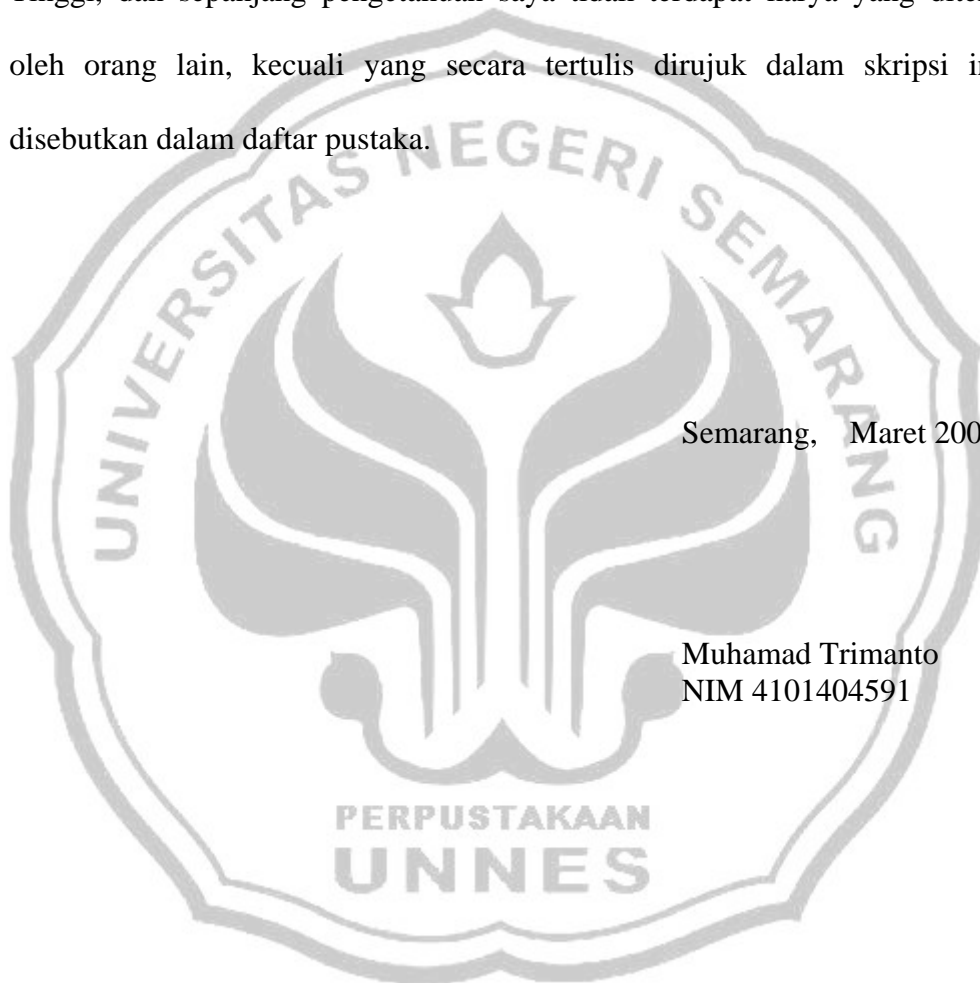 oleh orang lain, kecuali yang secara tertulis dirujuk dalam skripsi
disebutkan dalam daftar pustaka.
UNIVERSITAS NEGERI SEMARANG
Semarang, Maret 200
Muhamad Trimanto
NIM 4101404591
PERPUSTAKAAN
UNNES